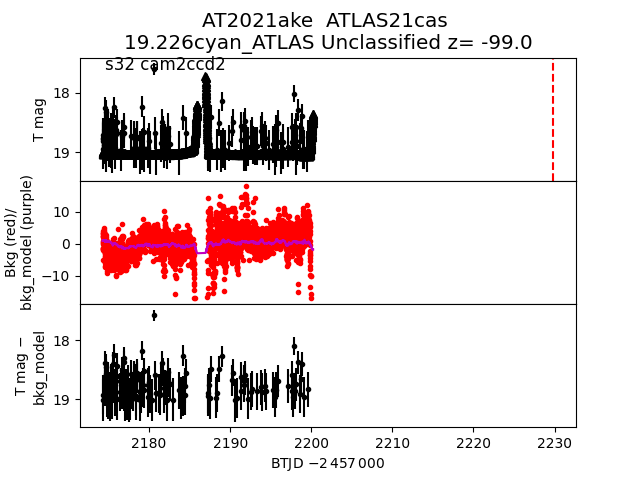 AT2021ake  ATLAS21cas
19.226cyan_ATLAS Unclassified z= -99.0
s32 cam2ccd2
T mag
18
19
Bkg (red)/
bkg_model (purple)
10
0
−10
T mag −
bkg_model
18
19
2180
2190
2200
2210
2220
2230
BTJD −2 457 000